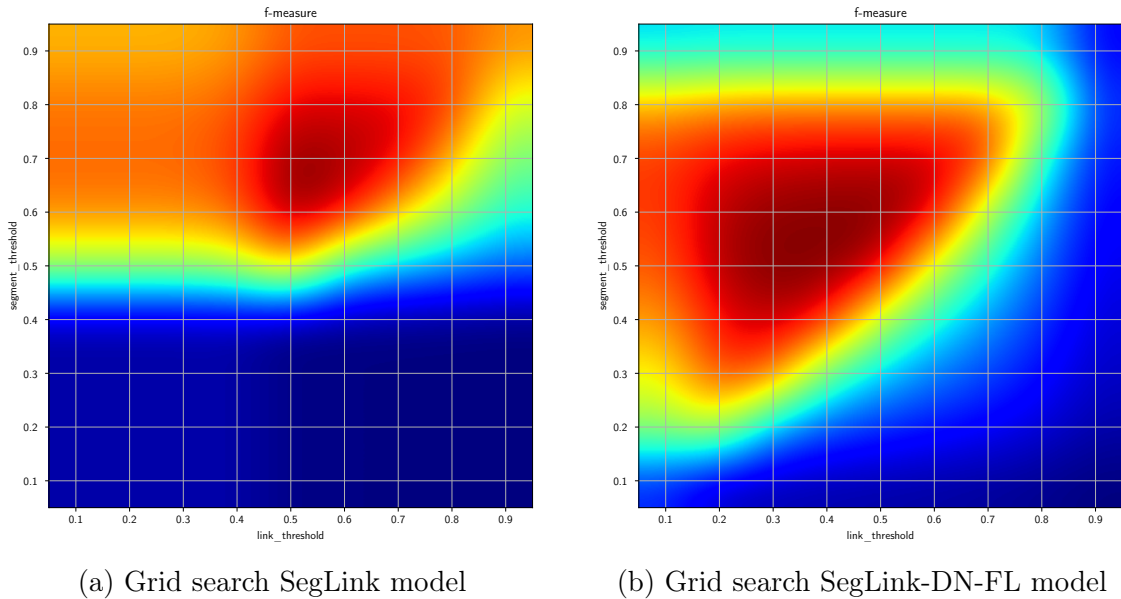 f-measure
segment_threshold
0.9
0.8
0.7
0.6
0.5
0.4
0.3
0.2
0.1
0.1 0.2 0.3 0.4 0.5 0.6 0.7 0.8 0.9
link_threshold
(a) Grid search SegLink model
f-measure
segment_threshold
0.9
0.8
0.7
0.6
0.5
0.4
0.3
0.2
0.1
0.1 0.2 0.3 0.4 0.5 0.6 0.7 0.8 0.9
link_threshold
(b) Grid search SegLink-DN-FL model